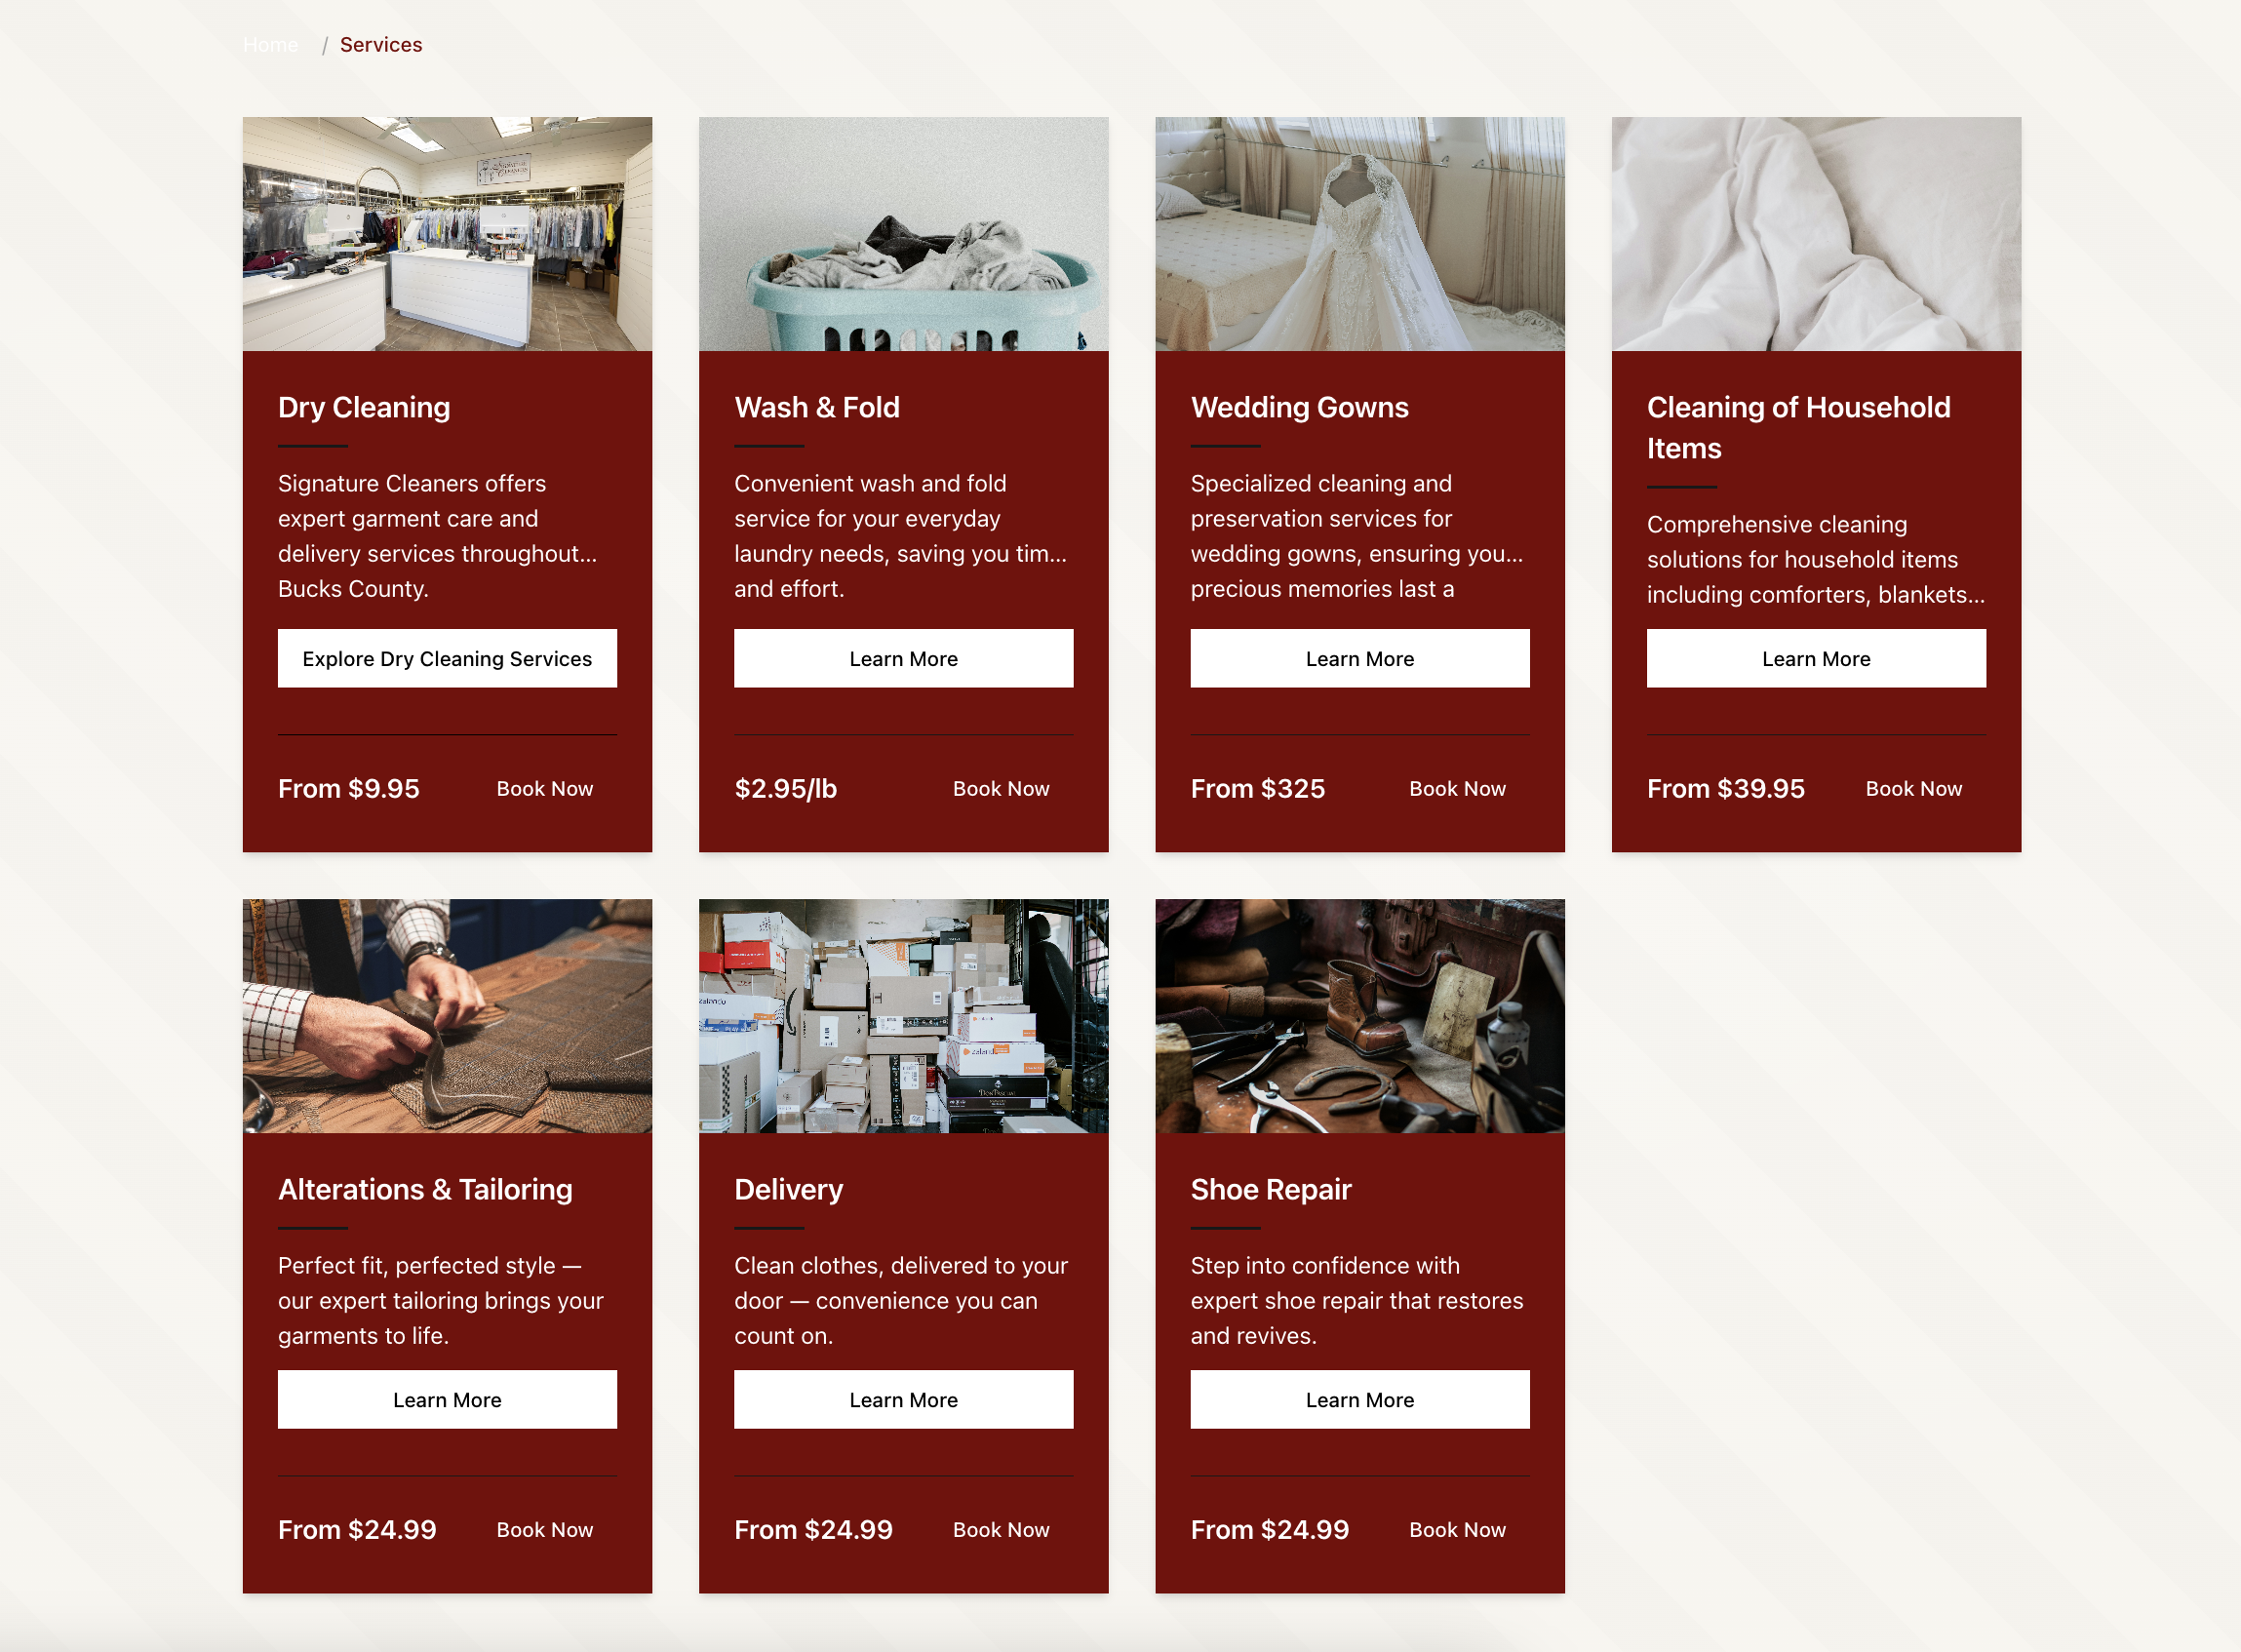 Home / Services
Signature
Cleaners
Dry Cleaning
Signature Cleaners offers
expert garment care and
delivery services throughout...
Bucks County.
Explore Dry Cleaning Services
From $9.95 Book Now
Wash & Fold
Convenient wash and fold
service for your everyday
laundry needs, saving you tim...
and effort.
Learn More
$2.95/lb Book Now
Wedding Gowns
Specialized cleaning and
preservation services for
wedding gowns, ensuring you...
precious memories last a
Learn More
From $325 Book Now
Cleaning of Household
Items
Comprehensive cleaning
solutions for household items
including comforters, blankets...
Learn More
From $39.95 Book Now
Alterations & Tailoring
Perfect fit, perfected style —
our expert tailoring brings your
garments to life.
Learn More
From $24.99 Book Now
zalando
zalando
Delivery
Clean clothes, delivered to your
door — convenience you can
count on.
Learn More
From $24.99 Book Now
Shoe Repair
Step into confidence with
expert shoe repair that restores
and revives.
Learn More
From $24.99 Book Now